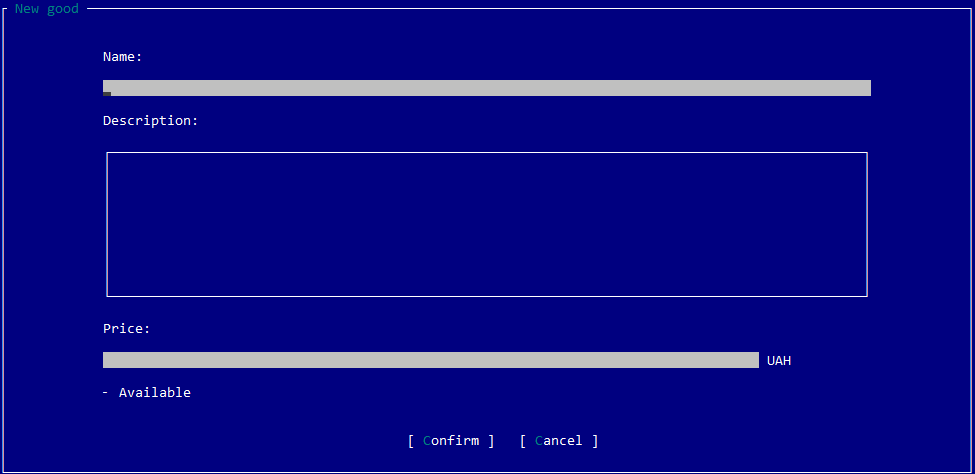 New good
Name:
Description:
Price:
UAH
- Available
[ Confirm ] [ Cancel ]